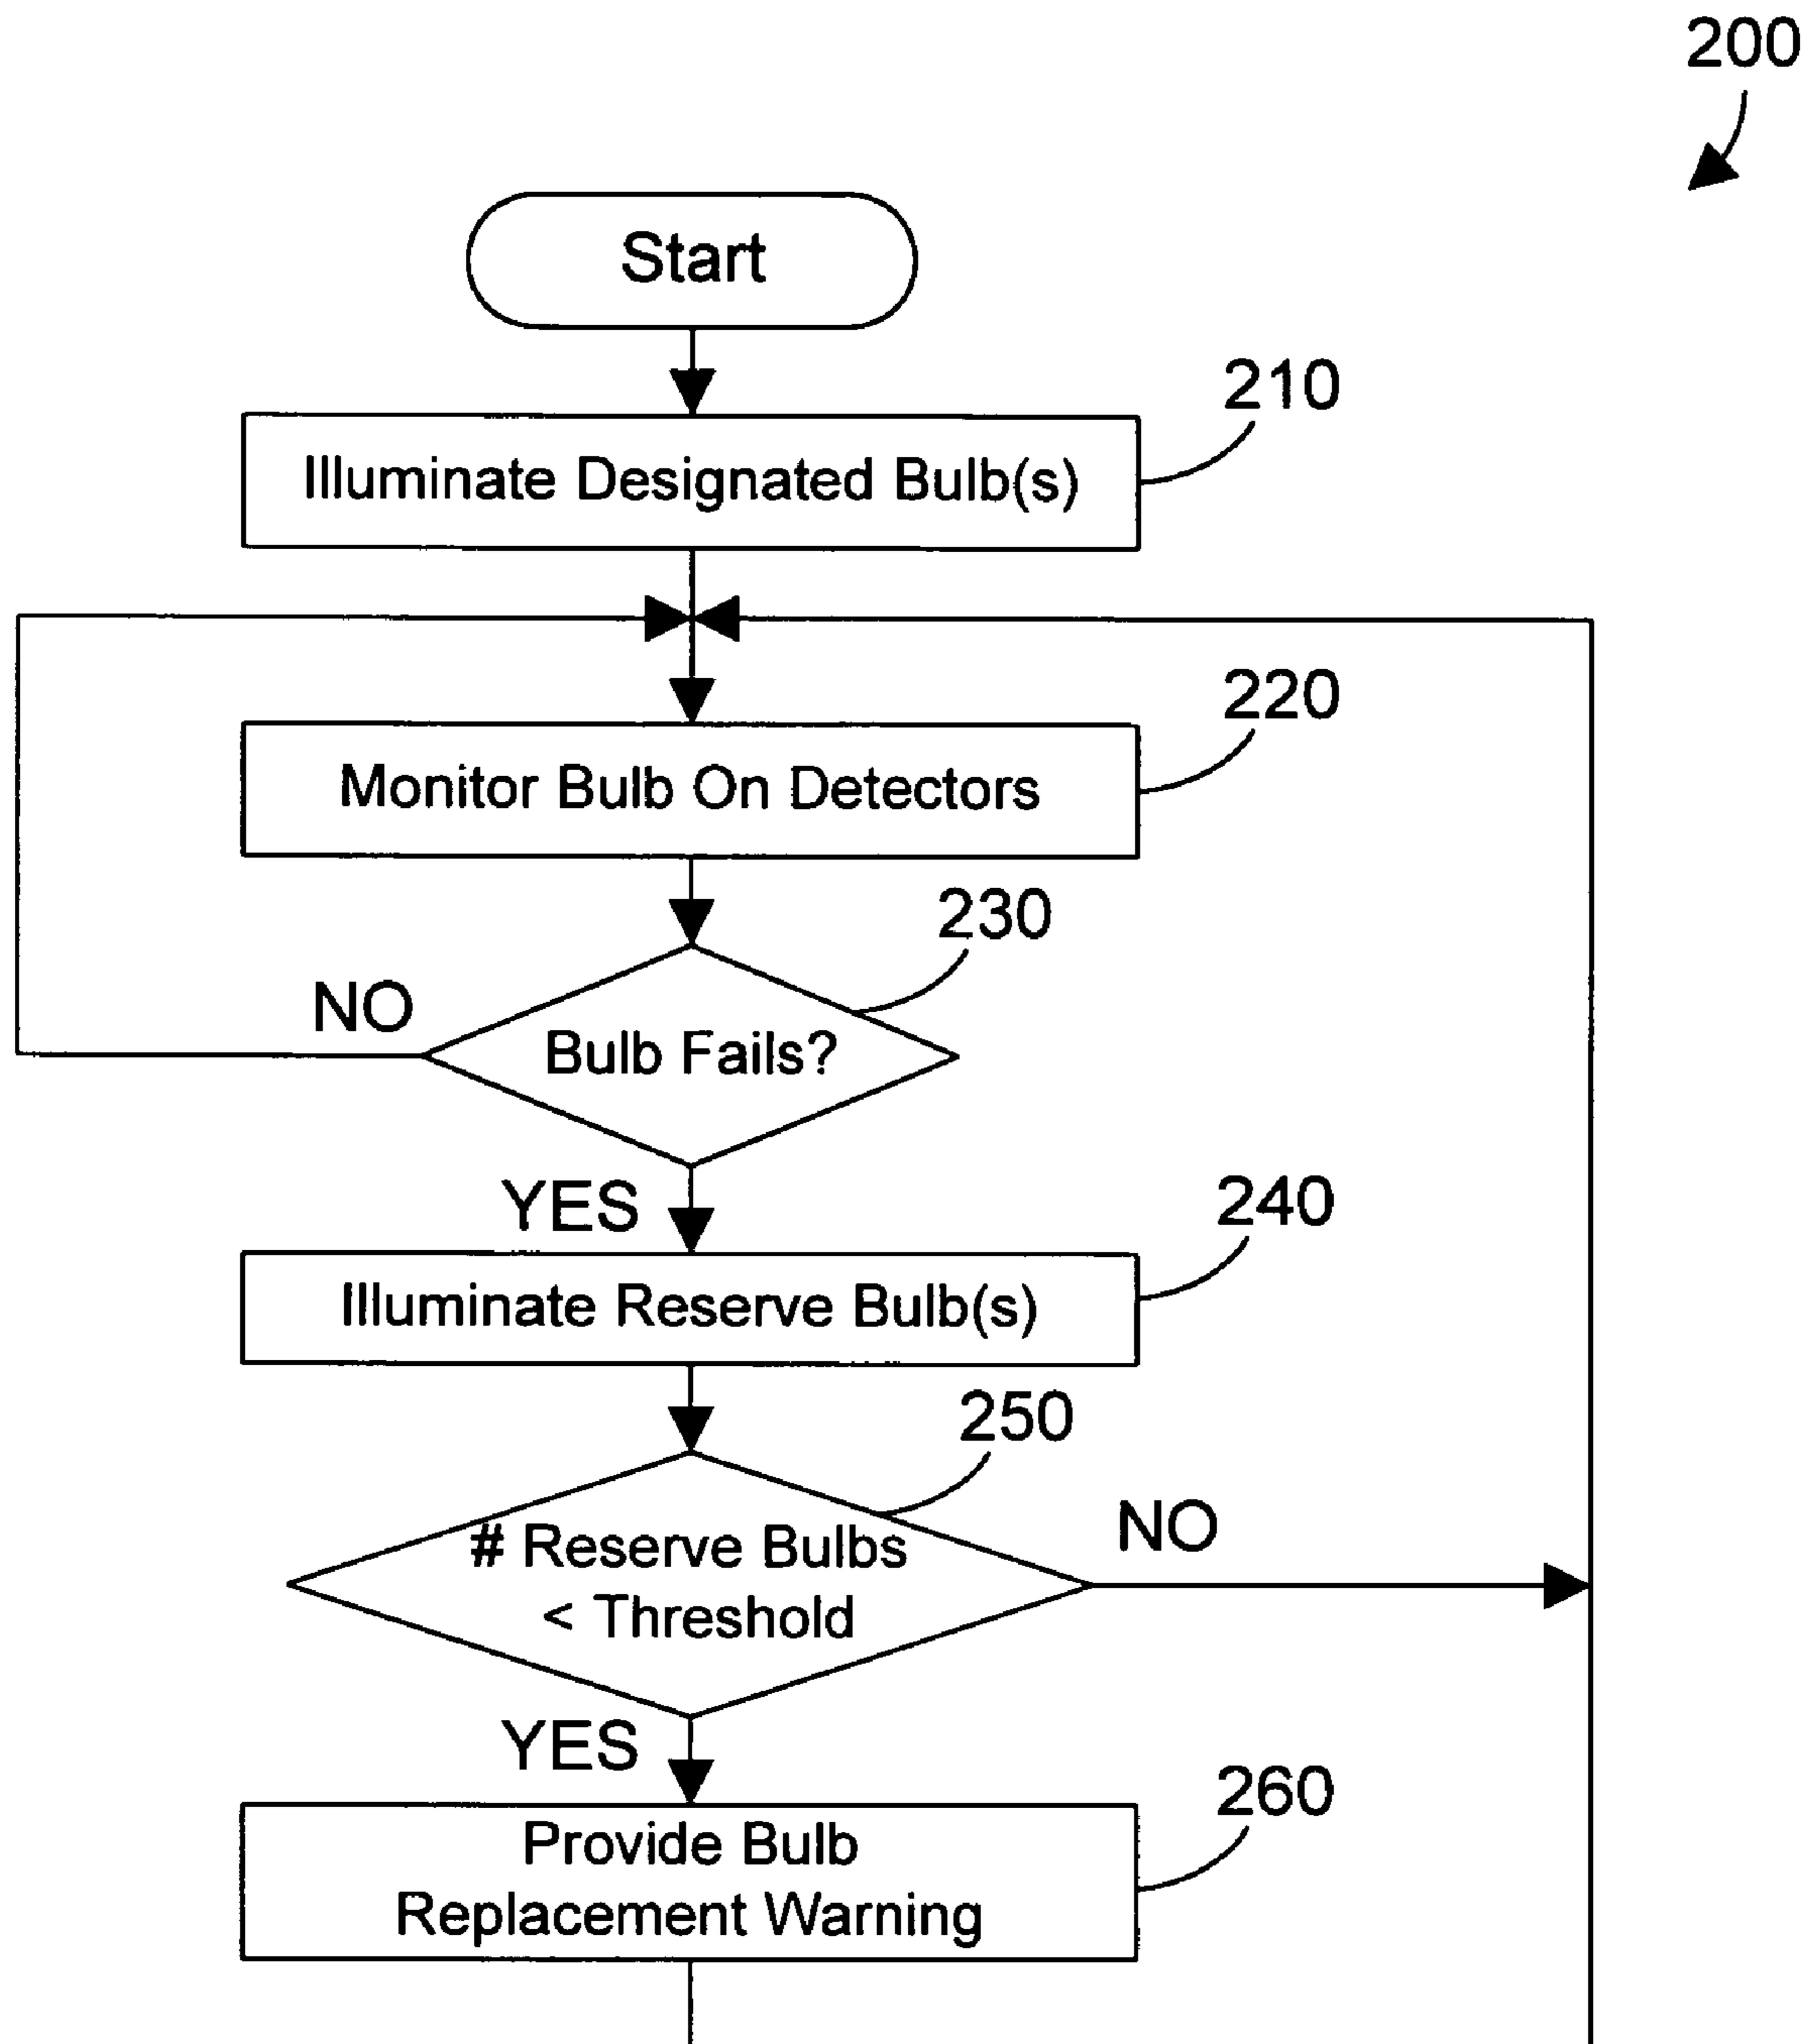 200
Start
210
Illuminate Designated Bulb(s)
220
Monitor Bulb On Detectors
230
NO
Bulb Fails?
YES
240
Illuminate Reserve Bulb(s)
250
# Reserve Bulbs
< Threshold
NO
YES
260
Provide Bulb
Replacement Warning